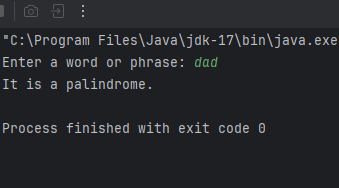 "C:\Program Files\Java\jdk-17\bin\java.exe
Enter a word or phrase: dad
It is a palindrome.
Process finished with exit code 0